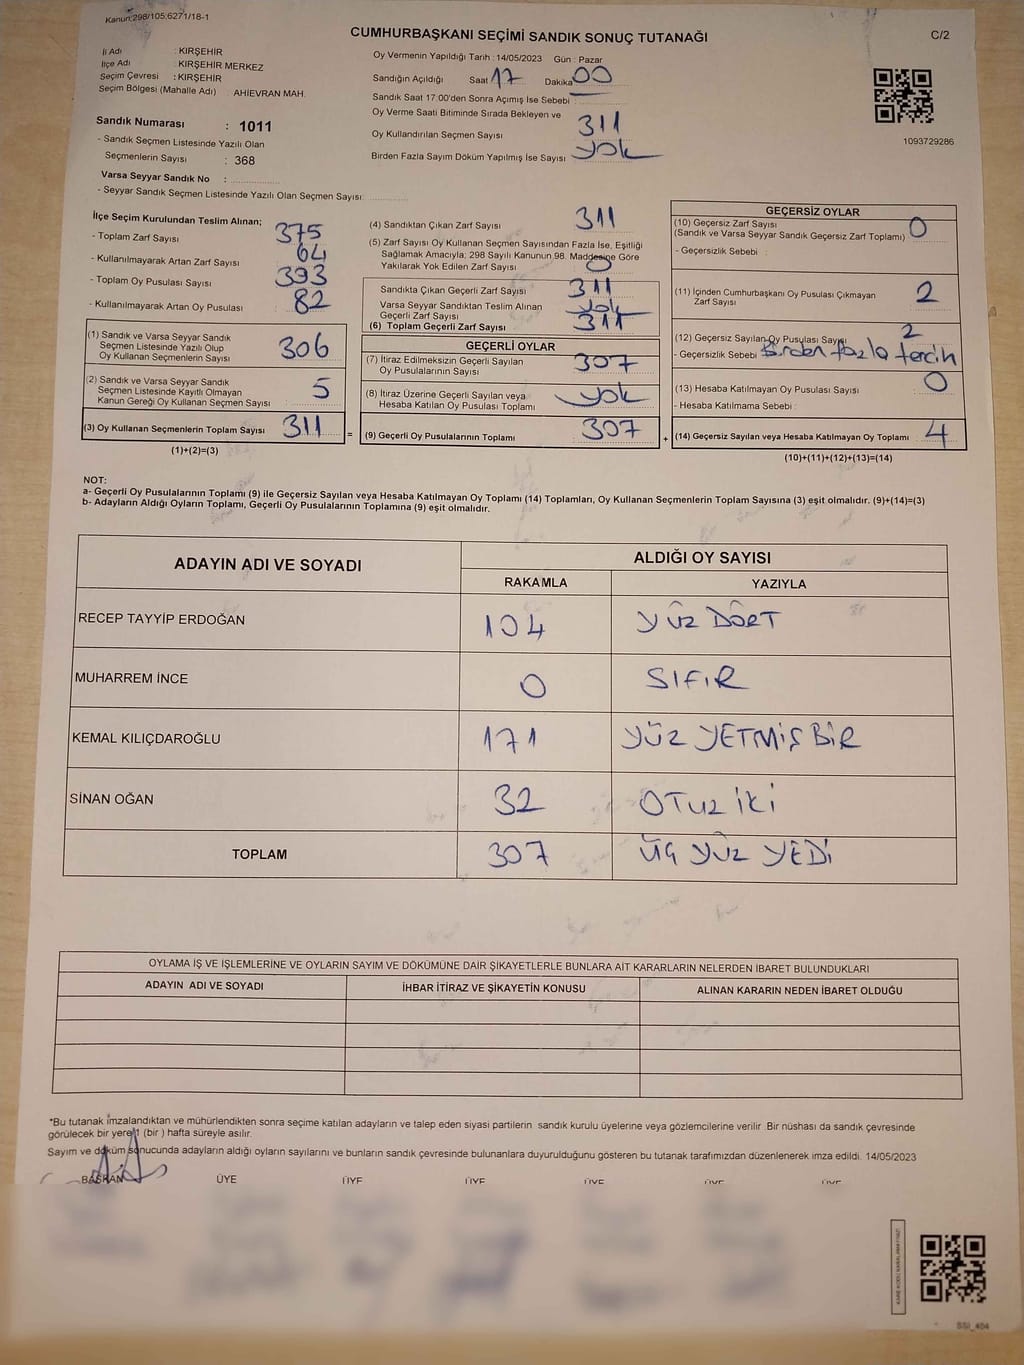 Kanun:298/105;6271/18-1
CUMHURBAŞKANI SEÇİMİ SANDIK SONUÇ TUTANAĞI
C/2
İl Adı : KIRŞEHİR
İlçe Adı : KIRŞEHİR MERKEZ
Seçim Çevresi : KIRŞEHİR
Seçim Bölgesi (Mahalle Adı) : AHİEVRAN MAH.
Sandık Numarası : 1011
- Sandık Seçmen Listesinde Yazılı Olan
Seçmenlerin Sayısı : 368
Varsa Seyyar Sandık No :
- Seyyar Sandık Seçmen Listesinde Yazılı Olan Seçmen Sayısı:
Oy Vermenin Yapıldığı Tarih : 14/05/2023 Gün : Pazar
Sandığın Açıldığı Saat 17 Dakika 00
Sandık Saat 17:00'den Sonra Açımış İse Sebebi :
Oy Verme Saati Bitiminde Sırada Bekleyen ve
Oy Kullandırılan Seçmen Sayısı 311
Birden Fazla Sayım Döküm Yapılmış İse Sayısı yok
1093729286
İlçe Seçim Kurulundan Teslim Alınan;
- Toplam Zarf Sayısı 375
- Kullanılmayarak Artan Zarf Sayısı 64
- Toplam Oy Pusulası Sayısı 393
- Kullanılmayarak Artan Oy Pusulası 82
(1) Sandık ve Varsa Seyyar Sandık
Seçmen Listesinde Yazılı Olup
Oy Kullanan Seçmenlerin Sayısı 306
(2) Sandık ve Varsa Seyyar Sandık
Seçmen Listesinde Kayıtlı Olmayan
Kanun Gereği Oy Kullanan Seçmen Sayısı 5
(3) Oy Kullanan Seçmenlerin Toplam Sayısı 311 =
(1)+(2)=(3)
(4) Sandıktan Çıkan Zarf Sayısı 311
(5) Zarf Sayısı Oy Kullanan Seçmen Sayısından Fazla İse, Eşitliği
Sağlamak Amacıyla; 298 Sayılı Kanunun 98. Maddesine Göre
Yakılarak Yok Edilen Zarf Sayısı 0
Sandıkta Çıkan Geçerli Zarf Sayısı 311
Varsa Seyyar Sandıktan Teslim Alınan
Geçerli Zarf Sayısı yok
(6) Toplam Geçerli Zarf Sayısı 311
GEÇERLİ OYLAR
(7) İtiraz Edilmeksizin Geçerli Sayılan
Oy Pusulalarının Sayısı 307
(8) İtiraz Üzerine Geçerli Sayılan veya
Hesaba Katılan Oy Pusulası Toplamı yok
(9) Geçerli Oy Pusulalarının Toplamı 307 +
GEÇERSİZ OYLAR
(10) Geçersiz Zarf Sayısı
(Sandık ve Varsa Seyyar Sandık Geçersiz Zarf Toplamı) 0
- Geçersizlik Sebebi :
(11) İçinden Cumhurbaşkanı Oy Pusulası Çıkmayan
Zarf Sayısı 2
(12) Geçersiz Sayılan Oy Pusulası Sayısı 2
- Geçersizlik Sebebi Birden fazla tercih
(13) Hesaba Katılmayan Oy Pusulası Sayısı 0
- Hesaba Katılmama Sebebi :
(14) Geçersiz Sayılan veya Hesaba Katılmayan Oy Toplamı 4
(10)+(11)+(12)+(13)=(14)
NOT:
a- Geçerli Oy Pusulalarının Toplamı (9) ile Geçersiz Sayılan veya Hesaba Katılmayan Oy Toplamı (14) Toplamları, Oy Kullanan Seçmenlerin Toplam Sayısına (3) eşit olmalıdır. (9)+(14)=(3)
b- Adayların Aldığı Oyların Toplamı, Geçerli Oy Pusulalarının Toplamına (9) eşit olmalıdır.
ADAYIN ADI VE SOYADI ALDIĞI OY SAYISI
RAKAMLA YAZIYLA
RECEP TAYYİP ERDOĞAN 104 YÜZ DÖRT
MUHARREM İNCE 0 SIFIR
KEMAL KILIÇDAROĞLU 171 YÜZ YETMİŞ BİR
SİNAN OĞAN 32 OTUZ İKİ
TOPLAM 307 ÜÇ YÜZ YEDİ
OYLAMA İŞ VE İŞLEMLERİNE VE OYLARIN SAYIM VE DÖKÜMÜNE DAİR ŞİKAYETLERLE BUNLARA AİT KARARLARIN NELERDEN İBARET BULUNDUKLARI
ADAYIN ADI VE SOYADI İHBAR İTİRAZ VE ŞİKAYETİN KONUSU ALINAN KARARIN NEDEN İBARET OLDUĞU
*Bu tutanak imzalandıktan ve mühürlendikten sonra seçime katılan adayların ve talep eden siyasi partilerin sandık kurulu üyelerine veya gözlemcilerine verilir .Bir nüshası da sandık çevresinde
görülecek bir yere 1 (bir ) hafta süreyle asılır.
Sayım ve döküm sonucunda adayların aldığı oyların sayılarını ve bunların sandık çevresinde bulunanlara duyurulduğunu gösteren bu tutanak tarafımızdan düzenlenerek imza edildi. 14/05/2023
BAŞKAN ÜYE ÜYE ÜYE ÜYE ÜYE ÜYE
SSİ_404